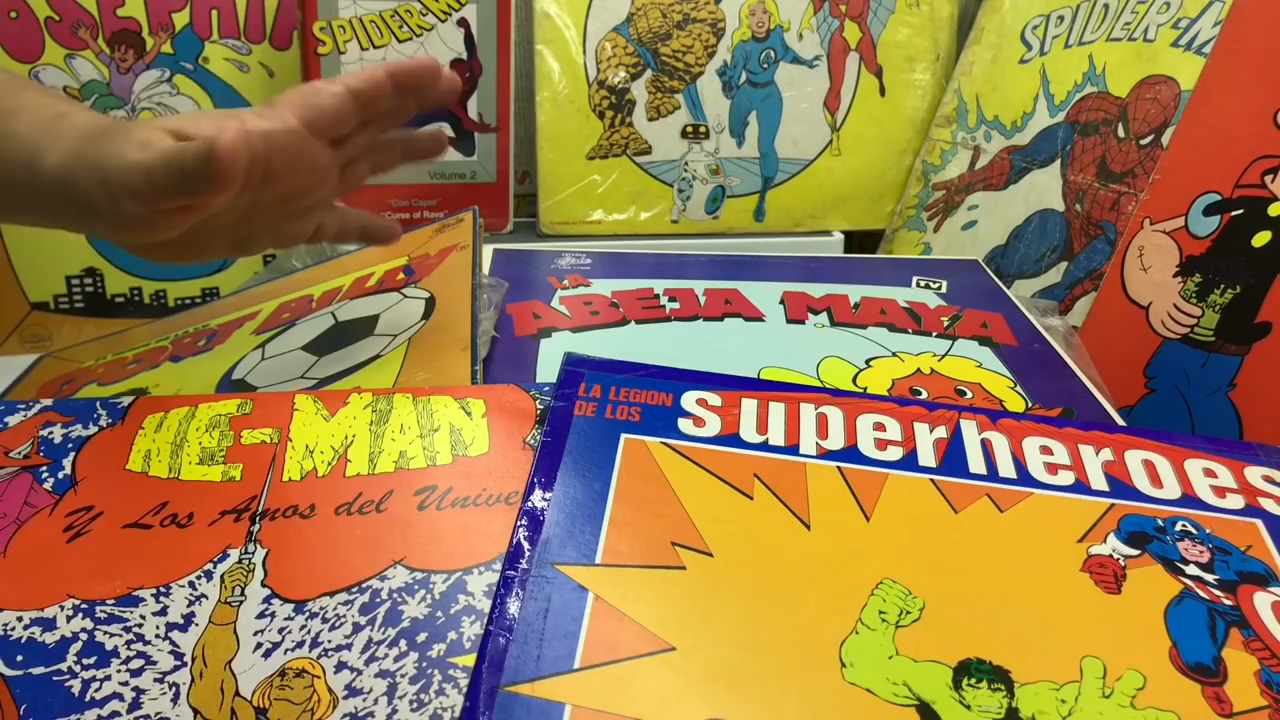 JOSEPHIN
SPIDER-M
Volume 2
"Con Caper"
"Curse of Rava"
SPIDER-M
SPORT BILLY
LA
ABEJA MAYA
TV
HE-MAN
Y Los Amos del Unive
LA LEGION
DE LOS
superheroes